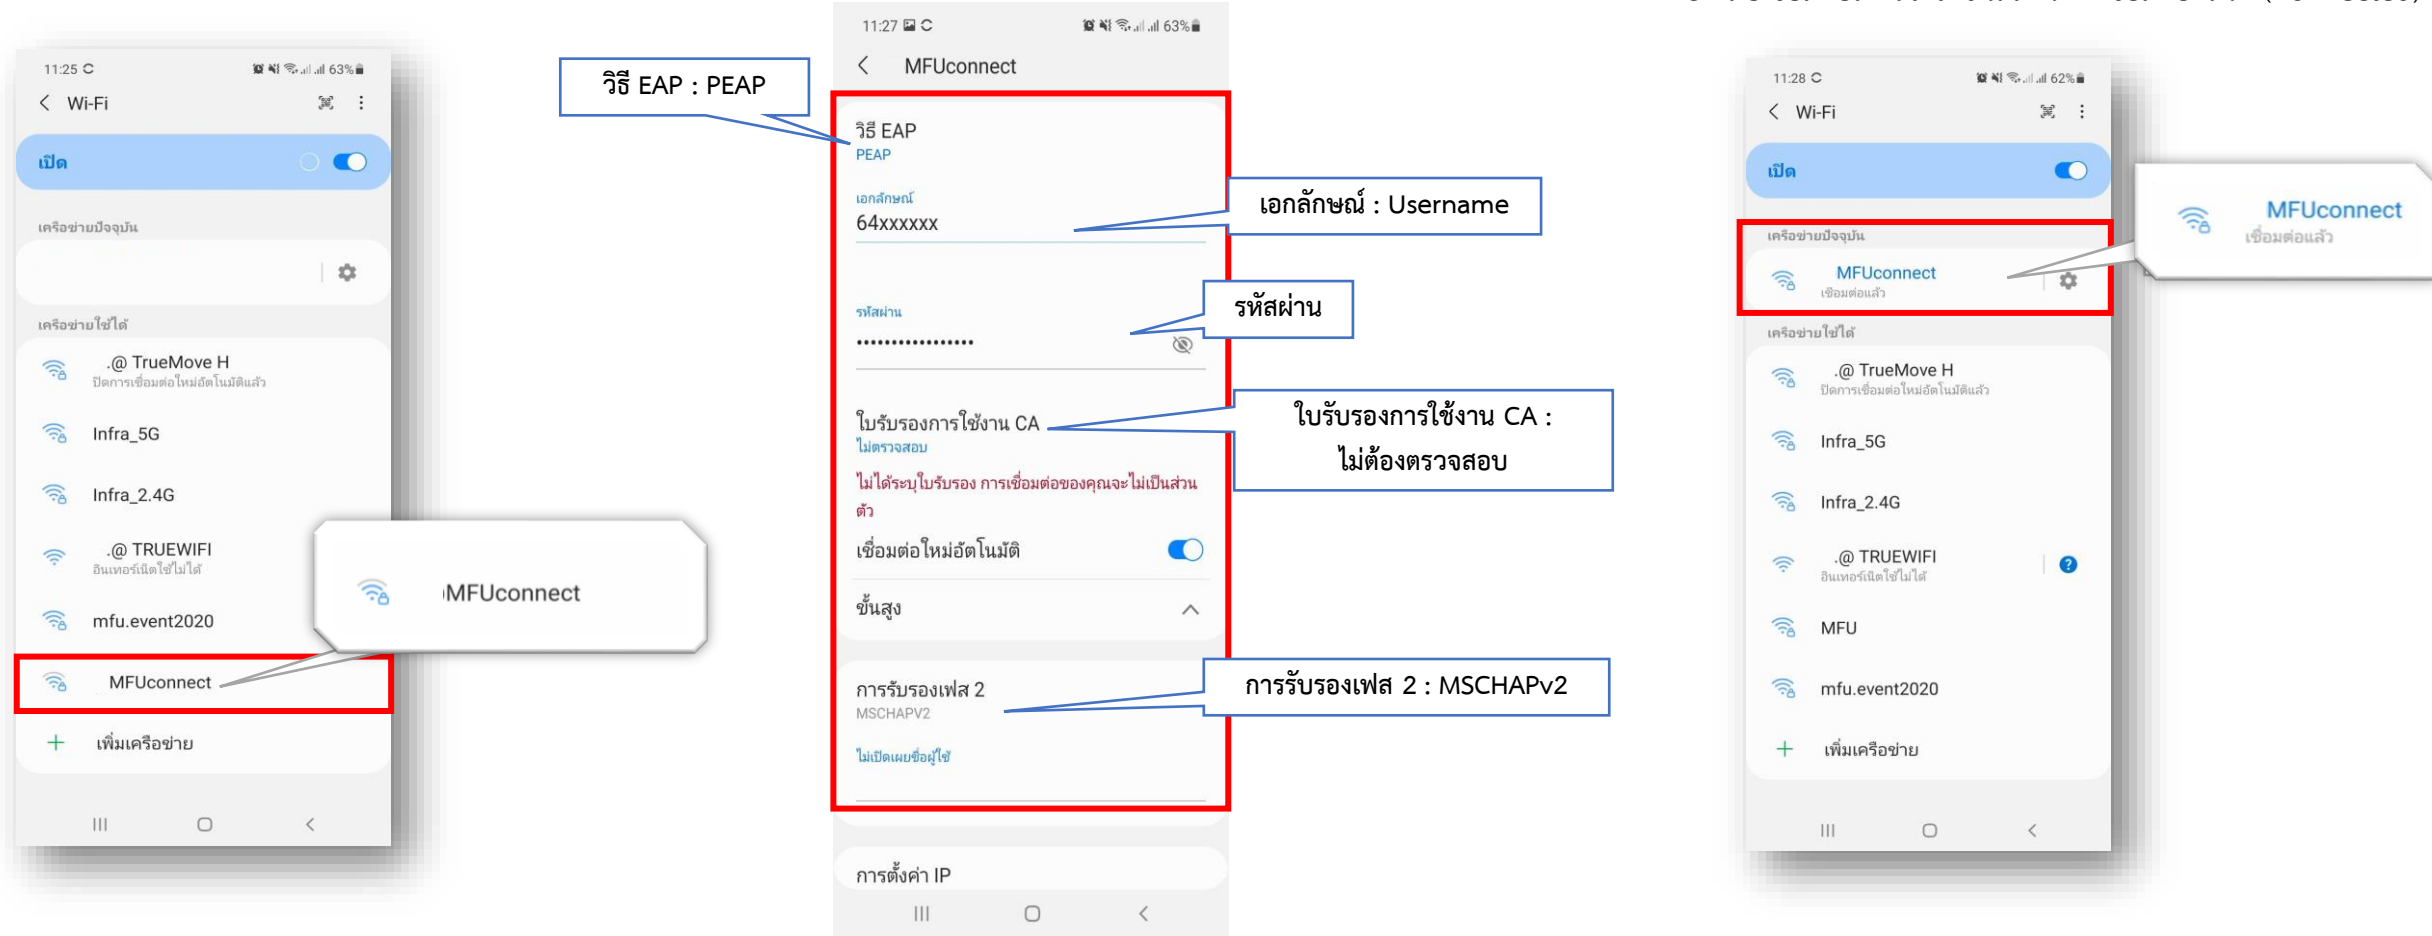 11:25
63%
Wi-Fi
เปิด
เครือข่ายปัจจุบัน
เครือข่ายใช้ได้
.@ TrueMove H
ปิดการเชื่อมต่อใหม่อัตโนมัติแล้ว
Infra_5G
Infra_2.4G
.@ TRUEWIFI
อินเทอร์เน็ตใช้ไม่ได้
mfu.event2020
MFUconnect
เพิ่มเครือข่าย
MFUconnect
11:27
63%
MFUconnect
วิธี EAP : PEAP
วิธี EAP
PEAP
เอกลักษณ์
64xxxxxx
เอกลักษณ์ : Username
รหัสผ่าน
•••••••••••••••••
รหัสผ่าน
ใบรับรองการใช้งาน CA
ไม่ตรวจสอบ
ใบรับรองการใช้งาน CA :
ไม่ต้องตรวจสอบ
ไม่ได้ระบุใบรับรอง การเชื่อมต่อของคุณจะไม่เป็นส่วน
ตัว
เชื่อมต่อใหม่อัตโนมัติ
ขั้นสูง
การรับรองเฟส 2
MSCHAPV2
การรับรองเฟส 2 : MSCHAPv2
ไม่เปิดเผยชื่อผู้ใช้
การตั้งค่า IP
11:28
62%
Wi-Fi
เปิด
เครือข่ายปัจจุบัน
MFUconnect
เชื่อมต่อแล้ว
MFUconnect
เชื่อมต่อแล้ว
เครือข่ายใช้ได้
.@ TrueMove H
ปิดการเชื่อมต่อใหม่อัตโนมัติแล้ว
Infra_5G
Infra_2.4G
.@ TRUEWIFI
อินเทอร์เน็ตใช้ไม่ได้
MFU
mfu.event2020
เพิ่มเครือข่าย